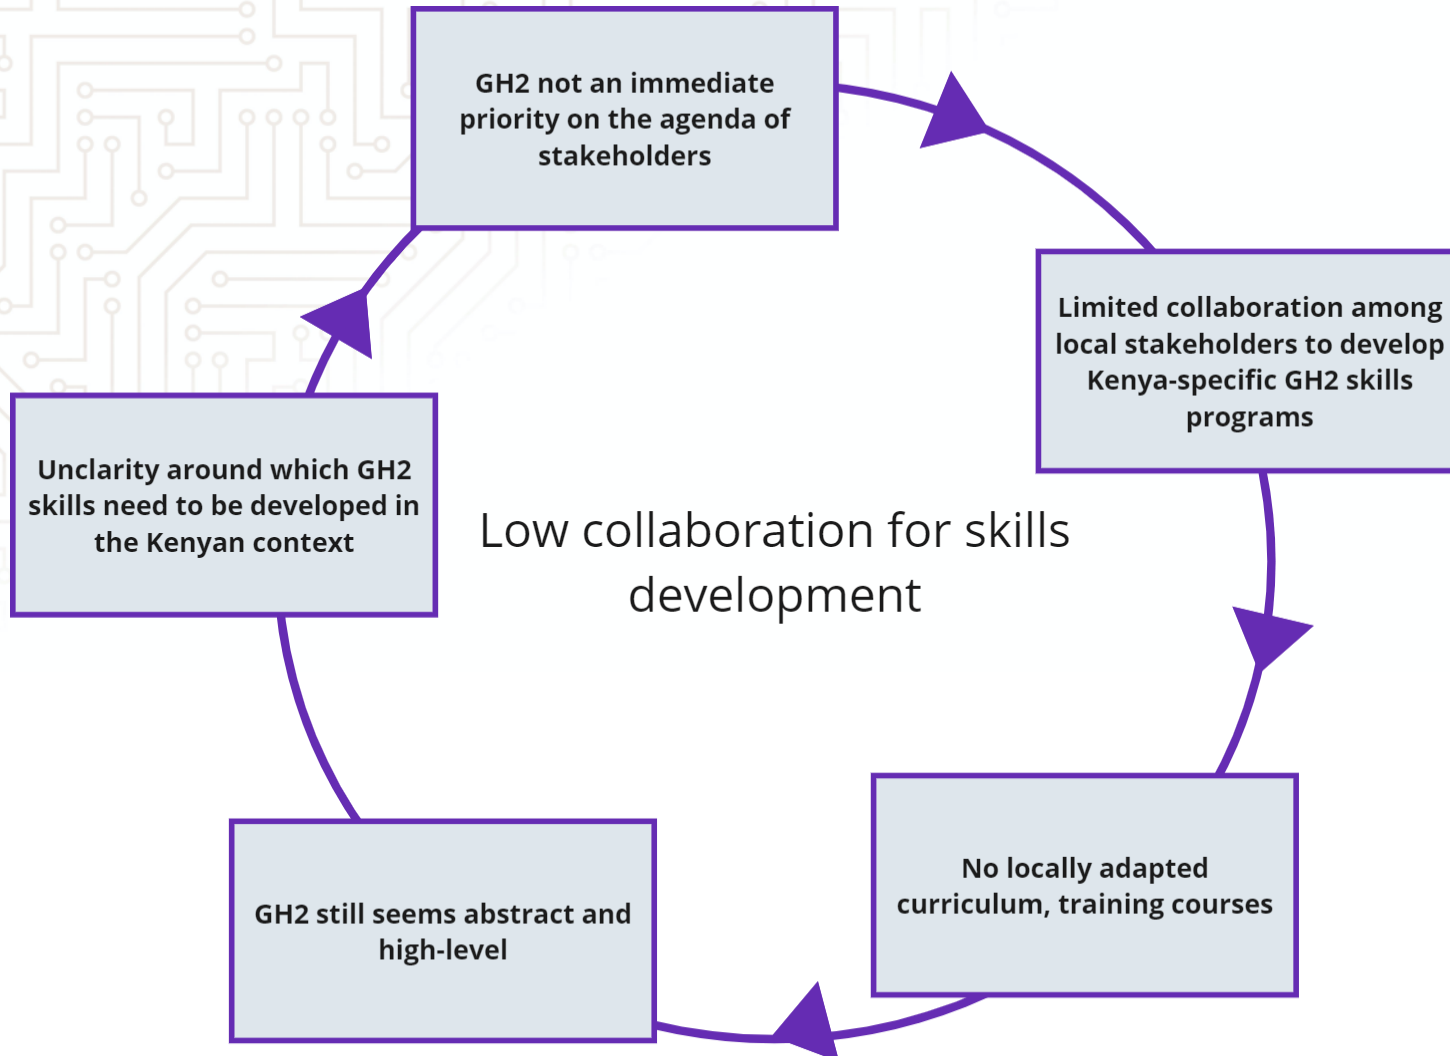 GH2 not an immediate
priority on the agenda of
stakeholders
Limited collaboration among
local stakeholders to develop
Kenya-specific GH2 skills
programs
Unclarity around which GH2
skills need to be developed in
the Kenyan context
Low collaboration for skills
development
No locally adapted
curriculum, training courses
GH2 still seems abstract and
high-level